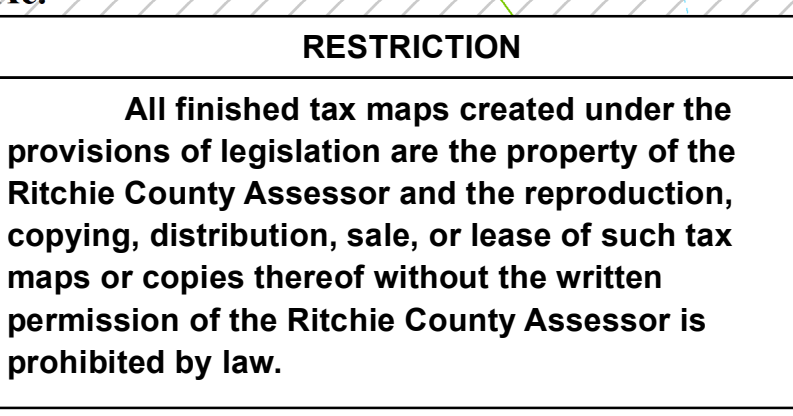 RESTRICTION
All finished tax maps created under the
provisions of legislation are the property of the
Ritchie County Assessor and the reproduction,
copying, distribution, sale, or lease of such tax
maps or copies thereof without the written
permission of the Ritchie County Assessor is
prohibited by law.